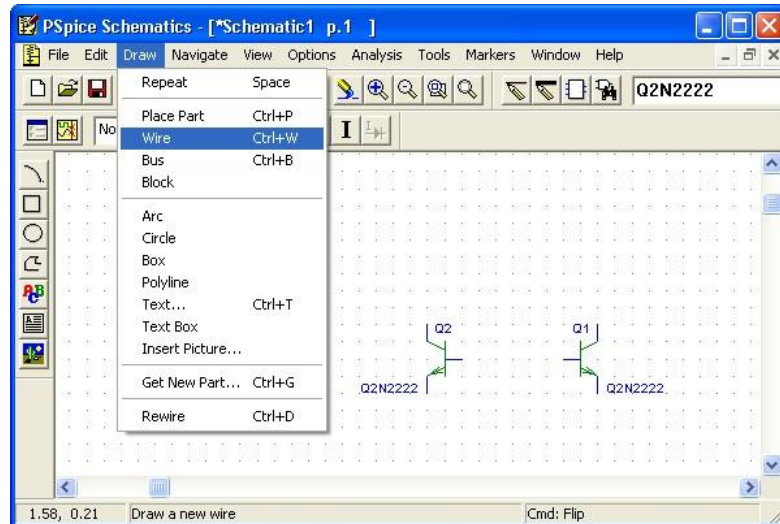 PSpice Schematics - [*Schematic1 p.1 ]
File Edit Draw Navigate View Options Analysis Tools Markers Window Help
Q2N2222
No
I
Repeat Space
Place Part Ctrl+P
Wire Ctrl+W
Bus Ctrl+B
Block
Arc
Circle
Box
Polyline
Text... Ctrl+T
Text Box
Insert Picture...
Get New Part... Ctrl+G
Rewire Ctrl+D
ABC
Q2
Q1
Q2N2222
Q2N2222
1.58, 0.21 Draw a new wire Cmd: Flip